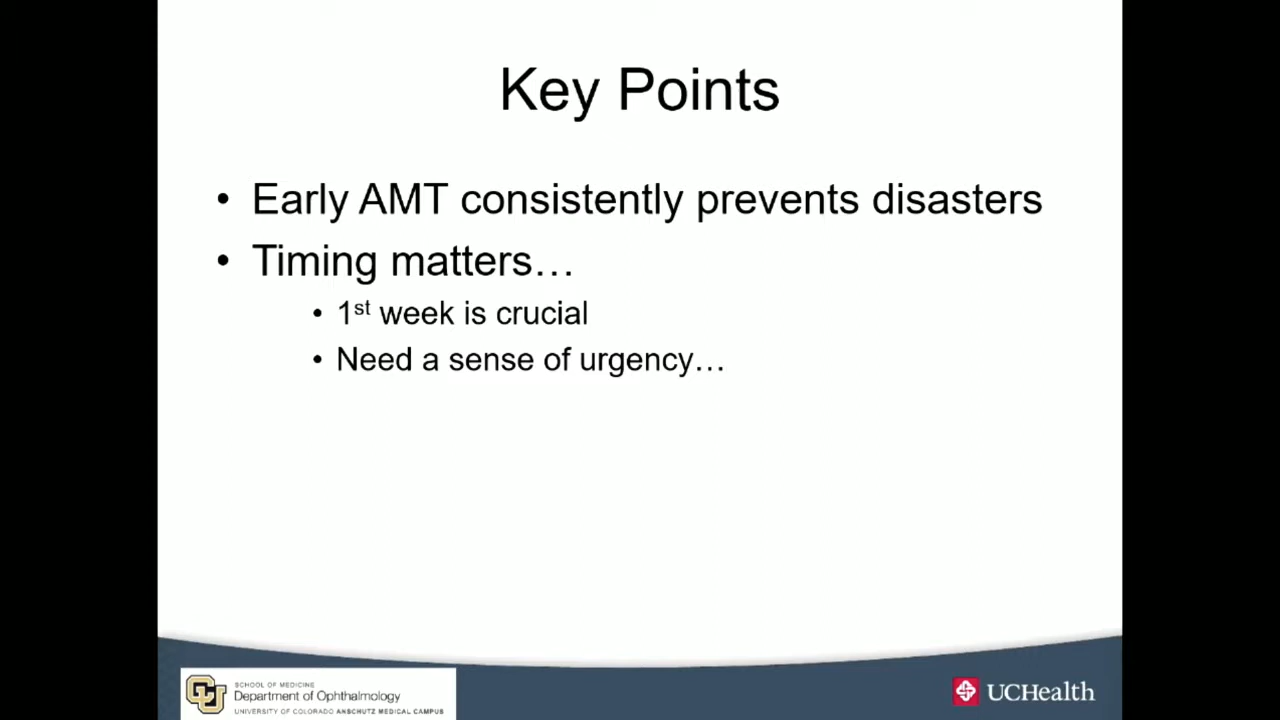 Key Points
• Early AMT consistently prevents disasters
• Timing matters…
• 1st week is crucial
• Need a sense of urgency…
SCHOOL OF MEDICINE
Department of Ophthalmology
UNIVERSITY OF COLORADO ANSCHUTZ MEDICAL CAMPUS
UCHealth